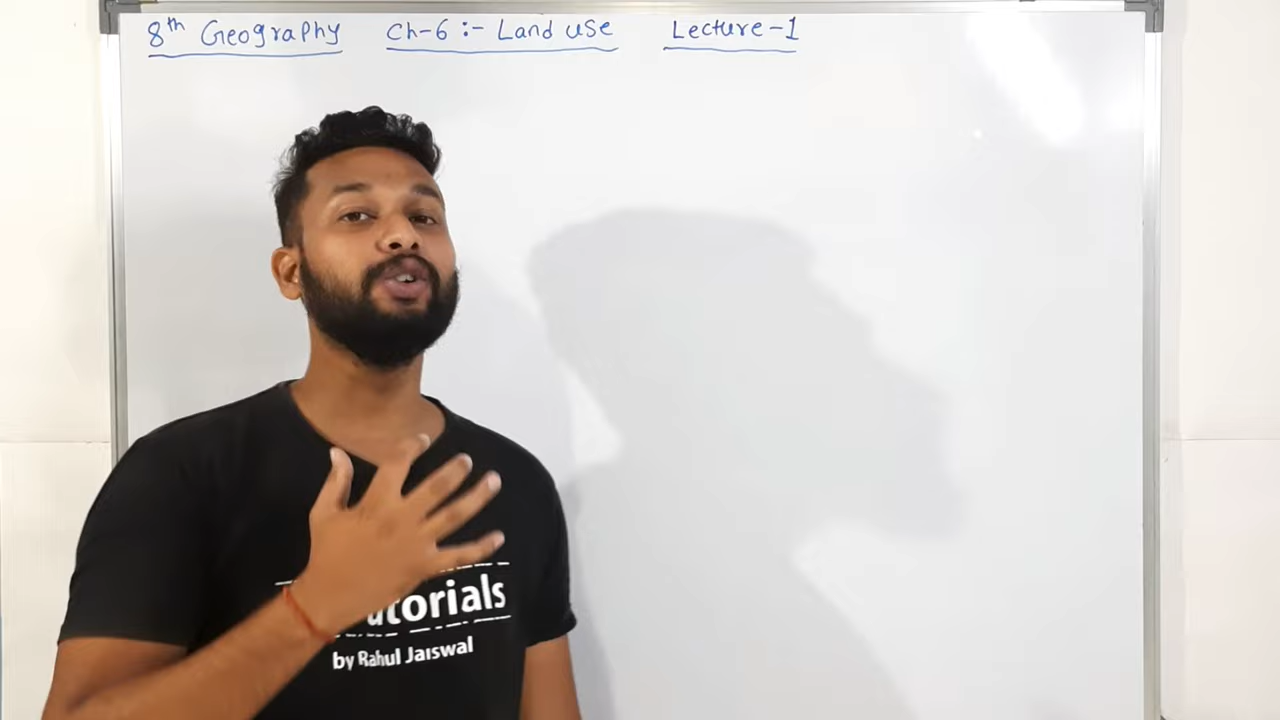 8th Geography Ch-6 :- Land use Lecture-1
utorials
by Rahul Jaiswal